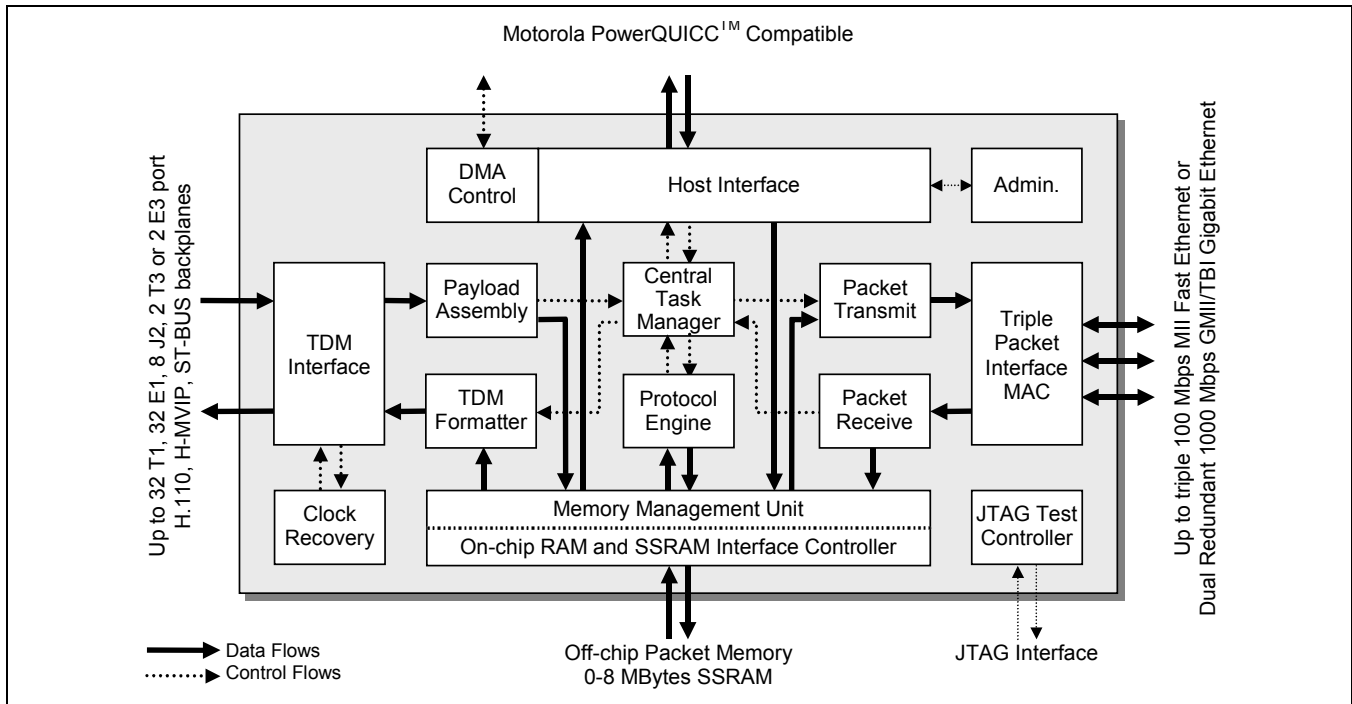 Motorola PowerQUICC™ Compatible
DMA
Control
Host Interface
Admin.
Up to 32 T1, 32 E1, 8 J2, 2 T3 or 2 E3 port
H.110, H-MVIP, ST-BUS backplanes
TDM
Interface
Payload
Assembly
Central
Task
Manager
Packet
Transmit
Triple
Packet
Interface
MAC
Up to triple 100 Mbps MII Fast Ethernet or
Dual Redundant 1000 Mbps GMII/TBI Gigabit Ethernet
TDM
Formatter
Protocol
Engine
Packet
Receive
Clock
Recovery
Memory Management Unit
On-chip RAM and SSRAM Interface Controller
JTAG Test
Controller
Data Flows
Control Flows
Off-chip Packet Memory
0-8 MBytes SSRAM
JTAG Interface